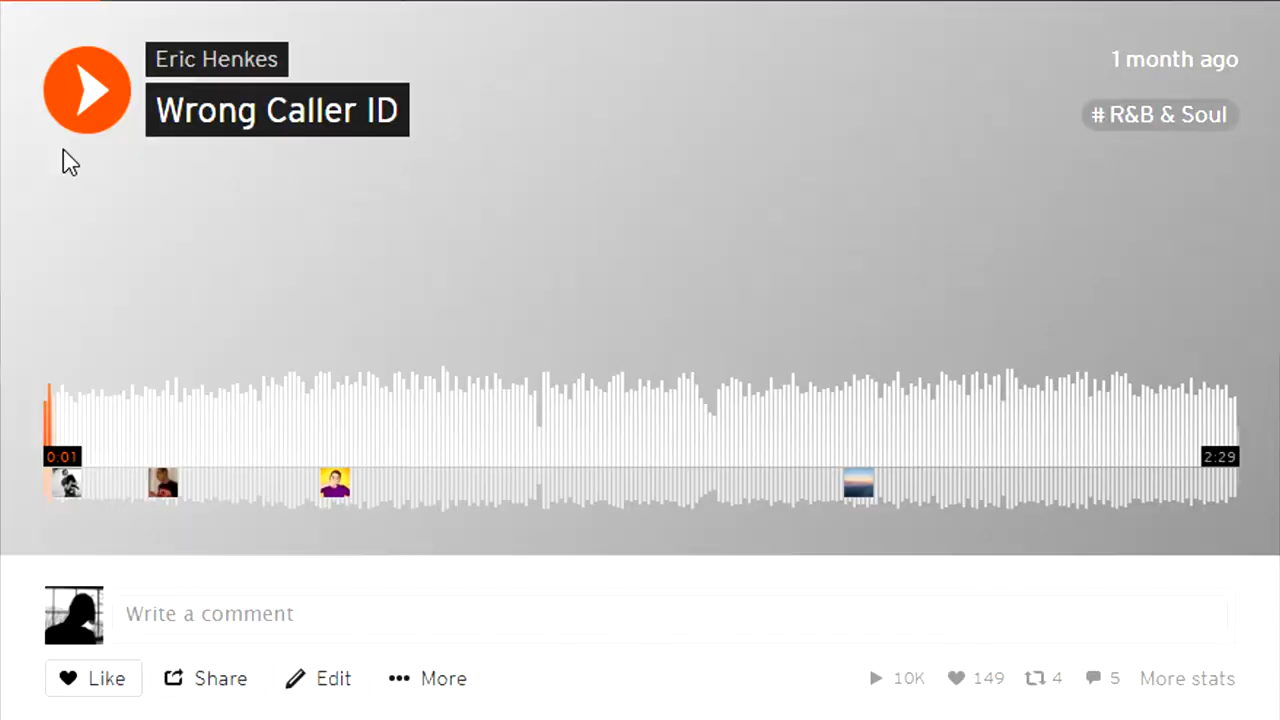 Eric Henkes
Wrong Caller ID
1 month ago
# R&B & Soul
0:01
2:29
Write a comment
Like
Share
Edit
More
10K
149
4
5
More stats